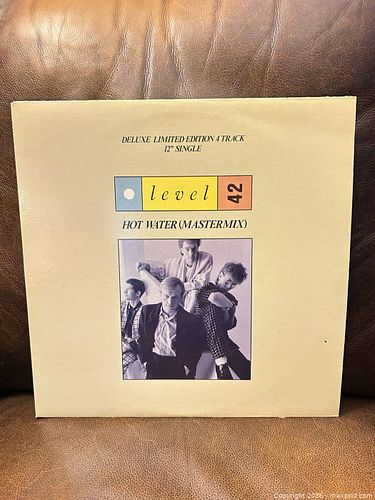 DELUXE LIMITED EDITION 4 TRACK
12" SINGLE
level 42
HOT WATER (MASTERMIX)
Copyright 2026 - maxsold.com